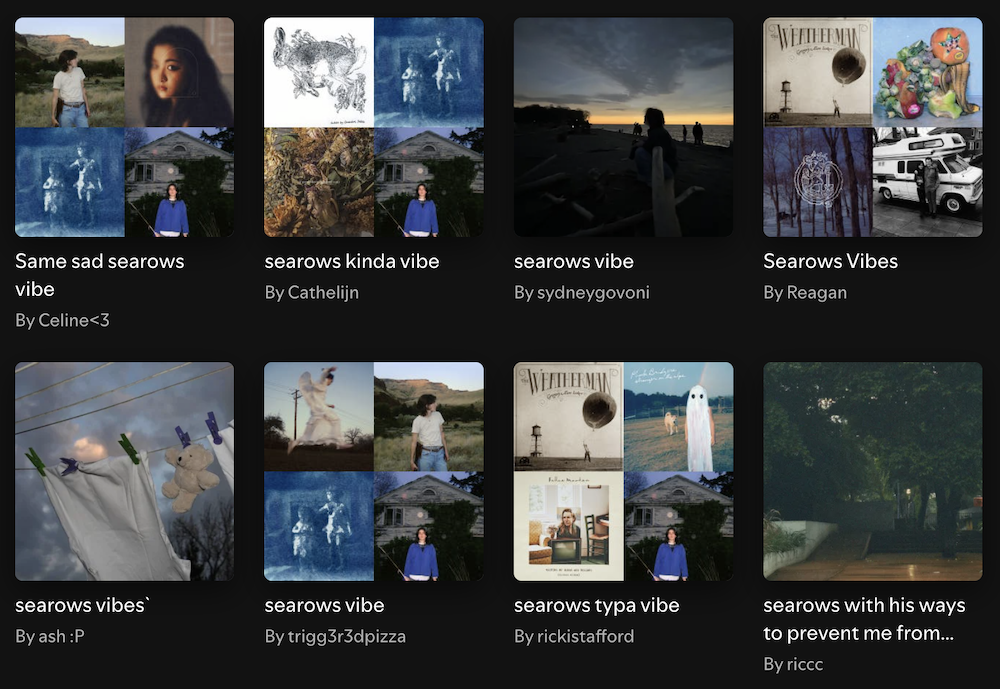 Same sad searows
vibe
By Celine<3
searows kinda vibe
By Cathelijn
searows vibe
By sydneygovoni
WEATHERMAN
Searows Vibes
By Reagan
searows vibes`
By ash :P
searows vibe
By trigg3r3dpizza
WEATHERMAN
searows typa vibe
By rickistafford
searows with his ways
to prevent me from...
By riccc